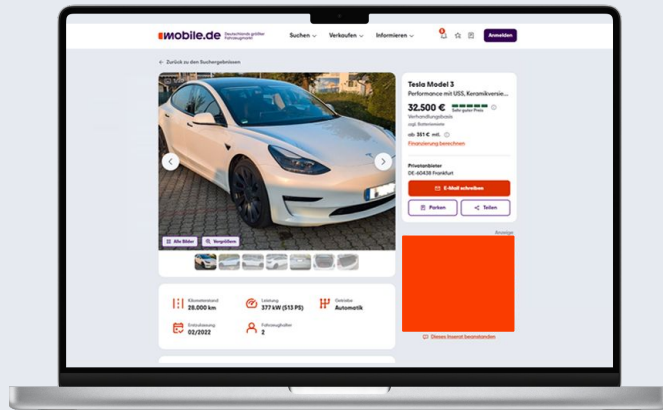 mobile.de
Deutschlands größter
Fahrzeugmarkt
Suchen
Verkaufen
Informieren
Anmelden
Zurück zu den Suchergebnissen
Tesla Model 3
Performance mit USS, Keramikversie...
32.500 €
Sehr guter Preis
Verhandlungsbasis
zzgl. Batteriemiete
ab 351 € mtl.
Finanzierung berechnen
Privatanbieter
DE-60438 Frankfurt
E-Mail schreiben
Parken
Teilen
Alle Bilder
Vergrößern
Anzeige
Kilometerstand
28.000 km
Leistung
377 kW (513 PS)
Getriebe
Automatik
Erstzulassung
02/2022
Fahrzeughalter
2
Dieses Inserat beanstanden